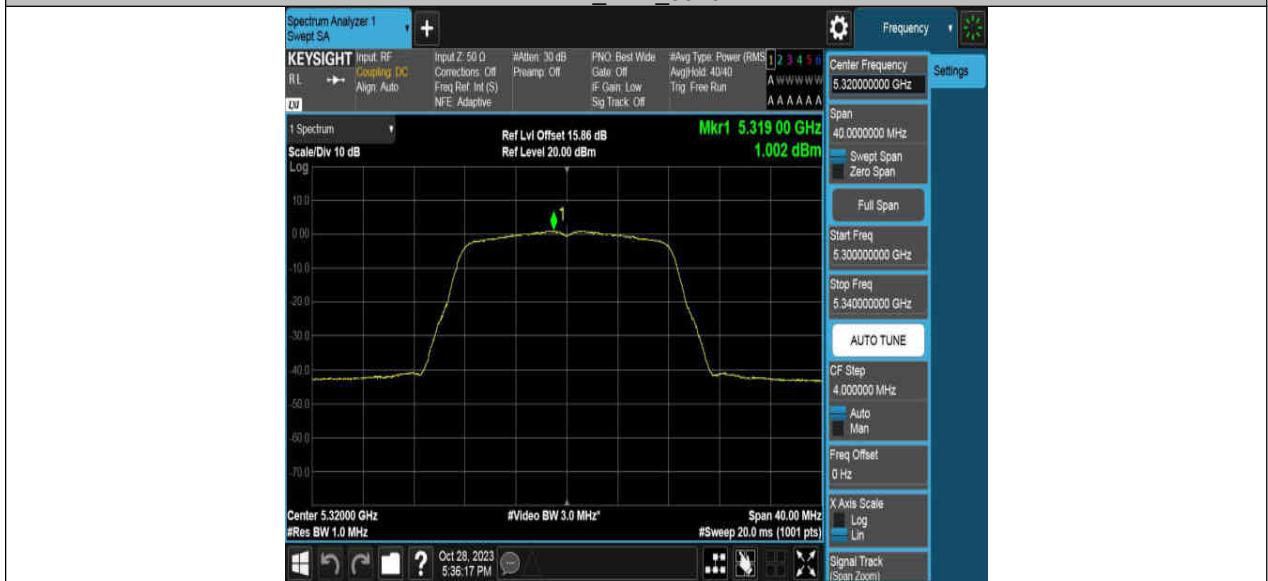 Spectrum Analyzer 1
Swept SA
Frequency
KEYSIGHT
RL
LXI
Input: RF
Coupling: DC
Align: Auto
Input Z: 50 Ω
Corrections: Off
Freq Ref: Int (S)
NFE: Adaptive
#Atten: 30 dB
Preamp: Off
PNO: Best Wide
Gate: Off
IF Gain: Low
Sig Track: Off
#Avg Type: Power (RMS
Avg|Hold: 40/40
Trig: Free Run
1 2 3 4 5 6
A W W W W W
A A A A A A
Center Frequency
5.320000000 GHz
Settings
Span
40.0000000 MHz
Swept Span
Zero Span
Full Span
Start Freq
5.300000000 GHz
Stop Freq
5.340000000 GHz
AUTO TUNE
CF Step
4.000000 MHz
Auto
Man
Freq Offset
0 Hz
X Axis Scale
Log
Lin
Signal Track
(Span Zoom)
1 Spectrum
Scale/Div 10 dB
Ref Lvl Offset 15.86 dB
Ref Level 20.00 dBm
Mkr1 5.319 00 GHz
1.002 dBm
Log
1
10.0
0.00
-10.0
-20.0
-30.0
-40.0
-50.0
-60.0
-70.0
Center 5.32000 GHz
#Res BW 1.0 MHz
#Video BW 3.0 MHz*
Span 40.00 MHz
#Sweep 20.0 ms (1001 pts)
?
Oct 28, 2023
5:36:17 PM